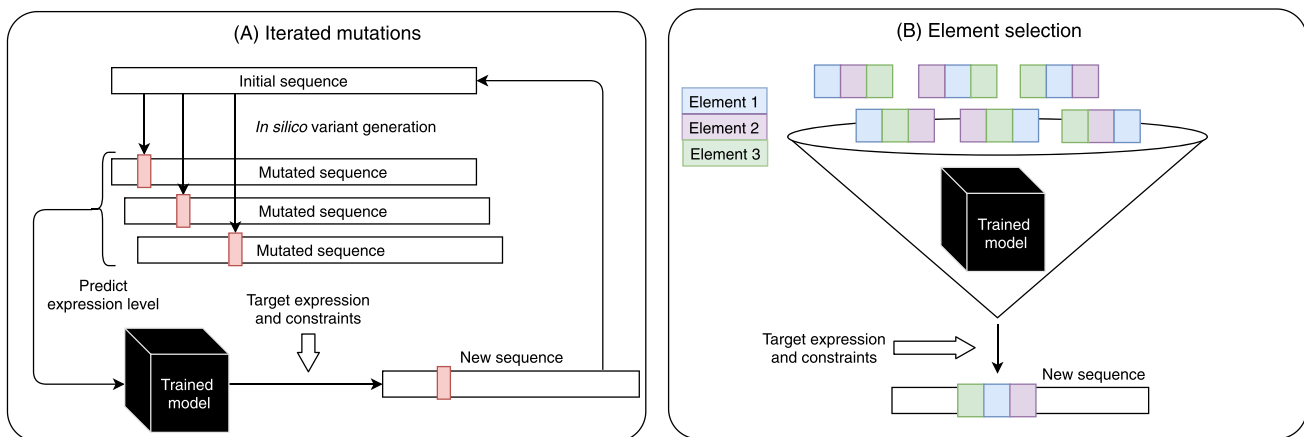 (A) Iterated mutations
Initial sequence
In silico variant generation
Mutated sequence
Mutated sequence
Mutated sequence
Predict
expression level
Target expression
and constraints
New sequence
Trained
model
(B) Element selection
Element 1
Element 2
Element 3
Trained
model
Target expression
and constraints
New sequence